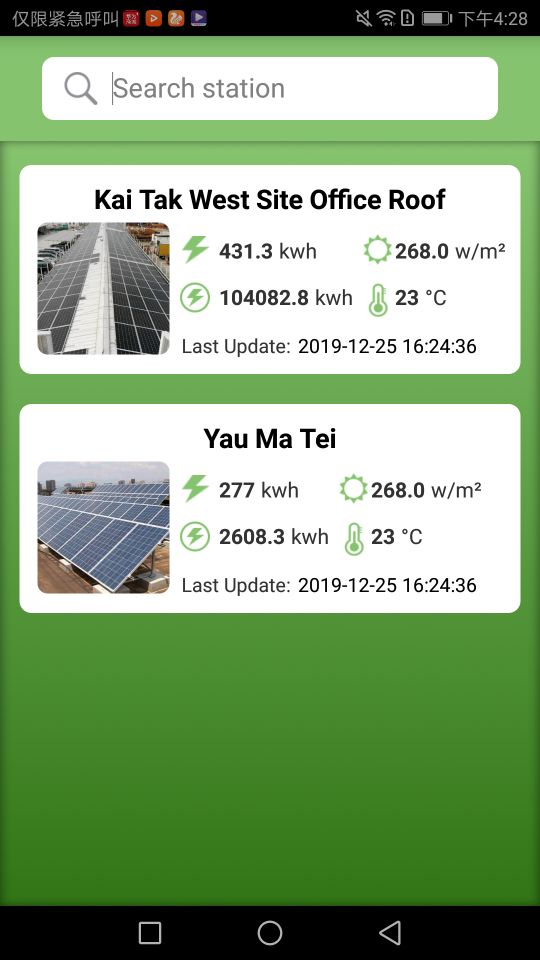 仅限紧急呼叫
下午4:28
Search station
Kai Tak West Site Office Roof
431.3 kwh 268.0 w/m²
104082.8 kwh 23 °C
Last Update: 2019-12-25 16:24:36
Yau Ma Tei
277 kwh 268.0 w/m²
2608.3 kwh 23 °C
Last Update: 2019-12-25 16:24:36